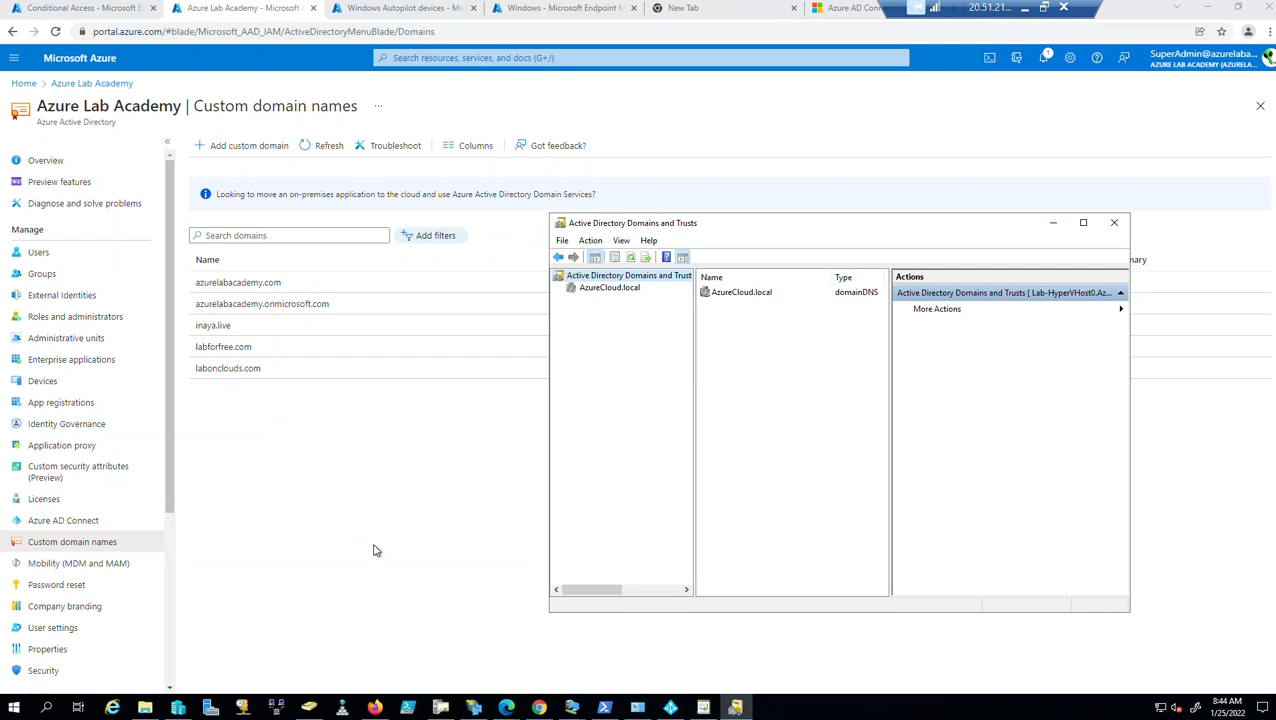 Conditional Access - Microsoft E
Azure Lab Academy - Microsoft A
Windows Autopilot devices - Mic
Windows - Microsoft Endpoint M
New Tab
Azure AD Conn
20.51.21...
portal.azure.com/#blade/Microsoft_AAD_IAM/ActiveDirectoryMenuBlade/Domains
Microsoft Azure
Search resources, services, and docs (G+/)
1
SuperAdmin@azurelaba...
AZURE LAB ACADEMY (AZURELA...
Home > Azure Lab Academy
Azure Lab Academy | Custom domain names ...
Azure Active Directory
Add custom domain
Refresh
Troubleshoot
Columns
Got feedback?
Looking to move an on-premises application to the cloud and use Azure Active Directory Domain Services?
Search domains
Add filters
Name
azurelabacademy.com
azurelabacademy.onmicrosoft.com
inaya.live
labforfree.com
labonclouds.com
Overview
Preview features
Diagnose and solve problems
Manage
Users
Groups
External Identities
Roles and administrators
Administrative units
Enterprise applications
Devices
App registrations
Identity Governance
Application proxy
Custom security attributes
(Preview)
Licenses
Azure AD Connect
Custom domain names
Mobility (MDM and MAM)
Password reset
Company branding
User settings
Properties
Security
Active Directory Domains and Trusts
File Action View Help
Active Directory Domains and Trust
AzureCloud.local
Name Type
AzureCloud.local domainDNS
Actions
Active Directory Domains and Trusts [ Lab-HyperVHost0.Az...
More Actions
8:44 AM
1/25/2022